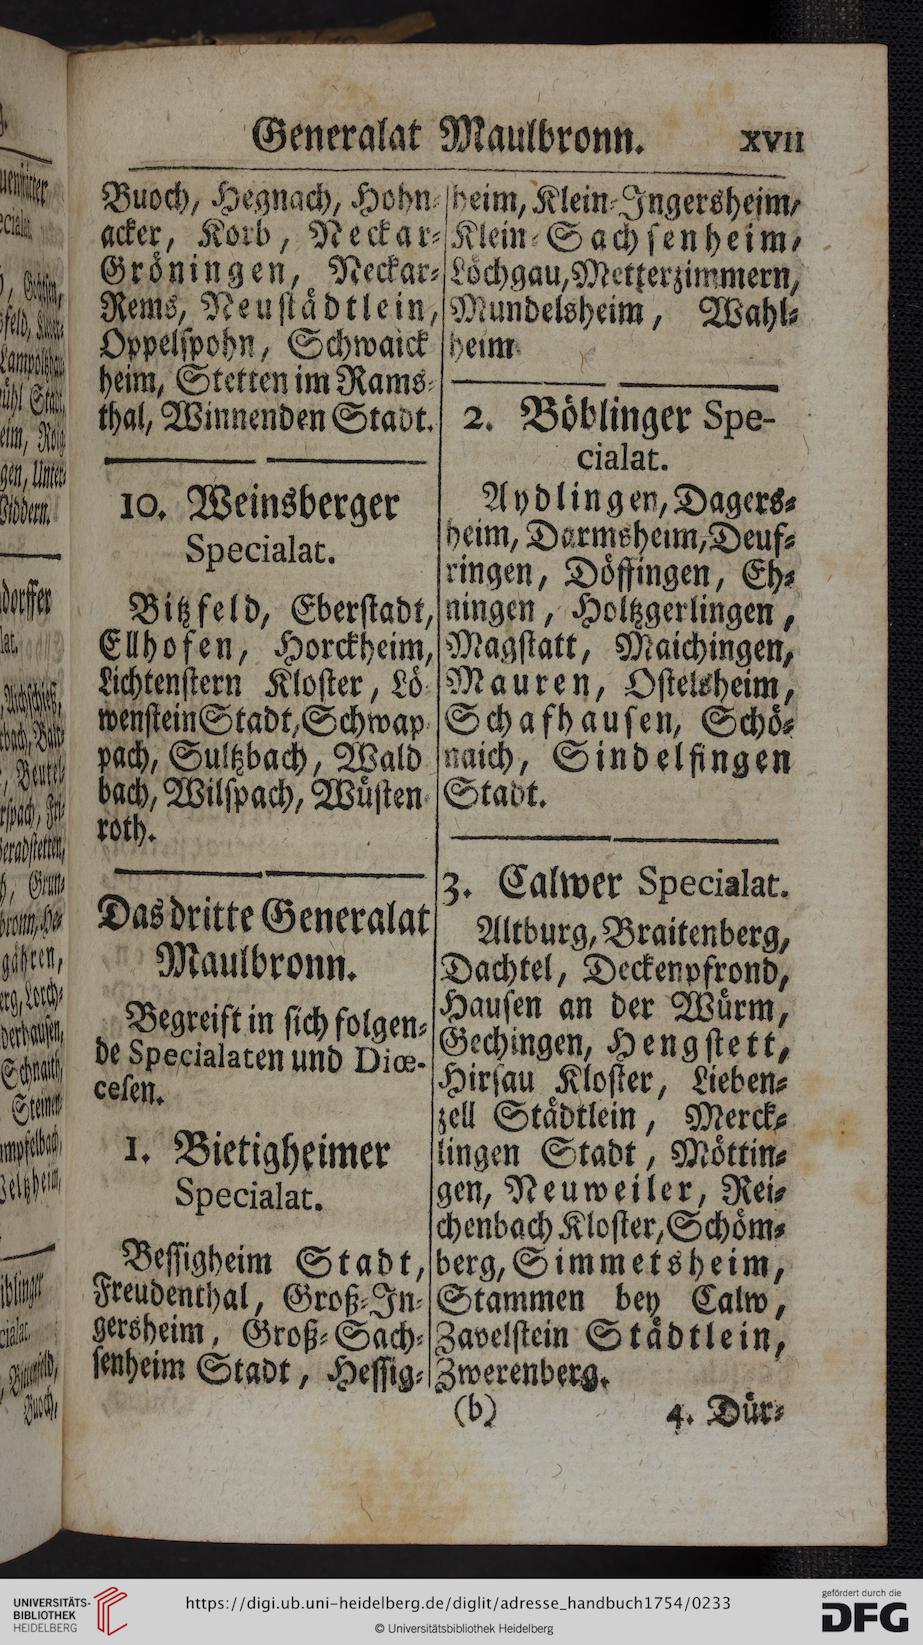 Generalat Maulbronn. XVII
Buoch, Hegnach, Hohn-
acker, Korb, Neckar-
Gröningen, Neckar-
Rems, Neustädtlein,
Oppelspohn, Schwaick
heim, Stetten im Rams-
thal, Winnenden Stadt.
10. Weinsberger
Specialat.
Bitzfeld, Eberstadt,
Ellhofen, Horckheim,
Lichtenstern Kloster, Lö-
wenstein Stadt, Schwap
pach, Sultzbach, Wald
bach, Wilspach, Wüsten
roth.
Das dritte Generalat
Maulbronn.
Begreift in sich folgen-
de Specialaten und Diœ-
cesen.
1. Bietigheimer
Specialat.
Bessigheim Stadt,
Freudenthal, Groß-In-
gersheim, Groß-Sach-
senheim Stadt, Hessig-
heim, Klein-Ingersheim,
Klein-Sachsenheim,
Löchgau, Metterzimmern,
Mundelsheim, Wahl-
heim
2. Böblinger Spe-
cialat.
Aydlingen, Dagers-
heim, Darmsheim, Deuf-
ringen, Döffingen, Eh-
ningen, Holtzgerlingen,
Magstatt, Maichingen,
Mauren, Ostelsheim,
Schafhausen, Schö-
naich, Sindelfingen
Stadt.
3. Calwer Specialat.
Altburg, Braitenberg,
Dachtel, Deckenpfrond,
Hausen an der Würm,
Gechingen, Hengstett,
Hirsau Kloster, Lieben-
zell Städtlein, Merck-
lingen Stadt, Möttin-
gen, Neuweiler, Rei-
chenbach Kloster, Schöm-
berg, Simmetsheim,
Stammen bey Calw,
Zavelstein Städtlein,
Zwerenberg.
(b) 4. Dür-
UNIVERSITÄTS-
BIBLIOTHEK
HEIDELBERG
https://digi.ub.uni-heidelberg.de/diglit/adresse_handbuch1754/0233
© Universitätsbibliothek Heidelberg
gefördert durch die
DFG